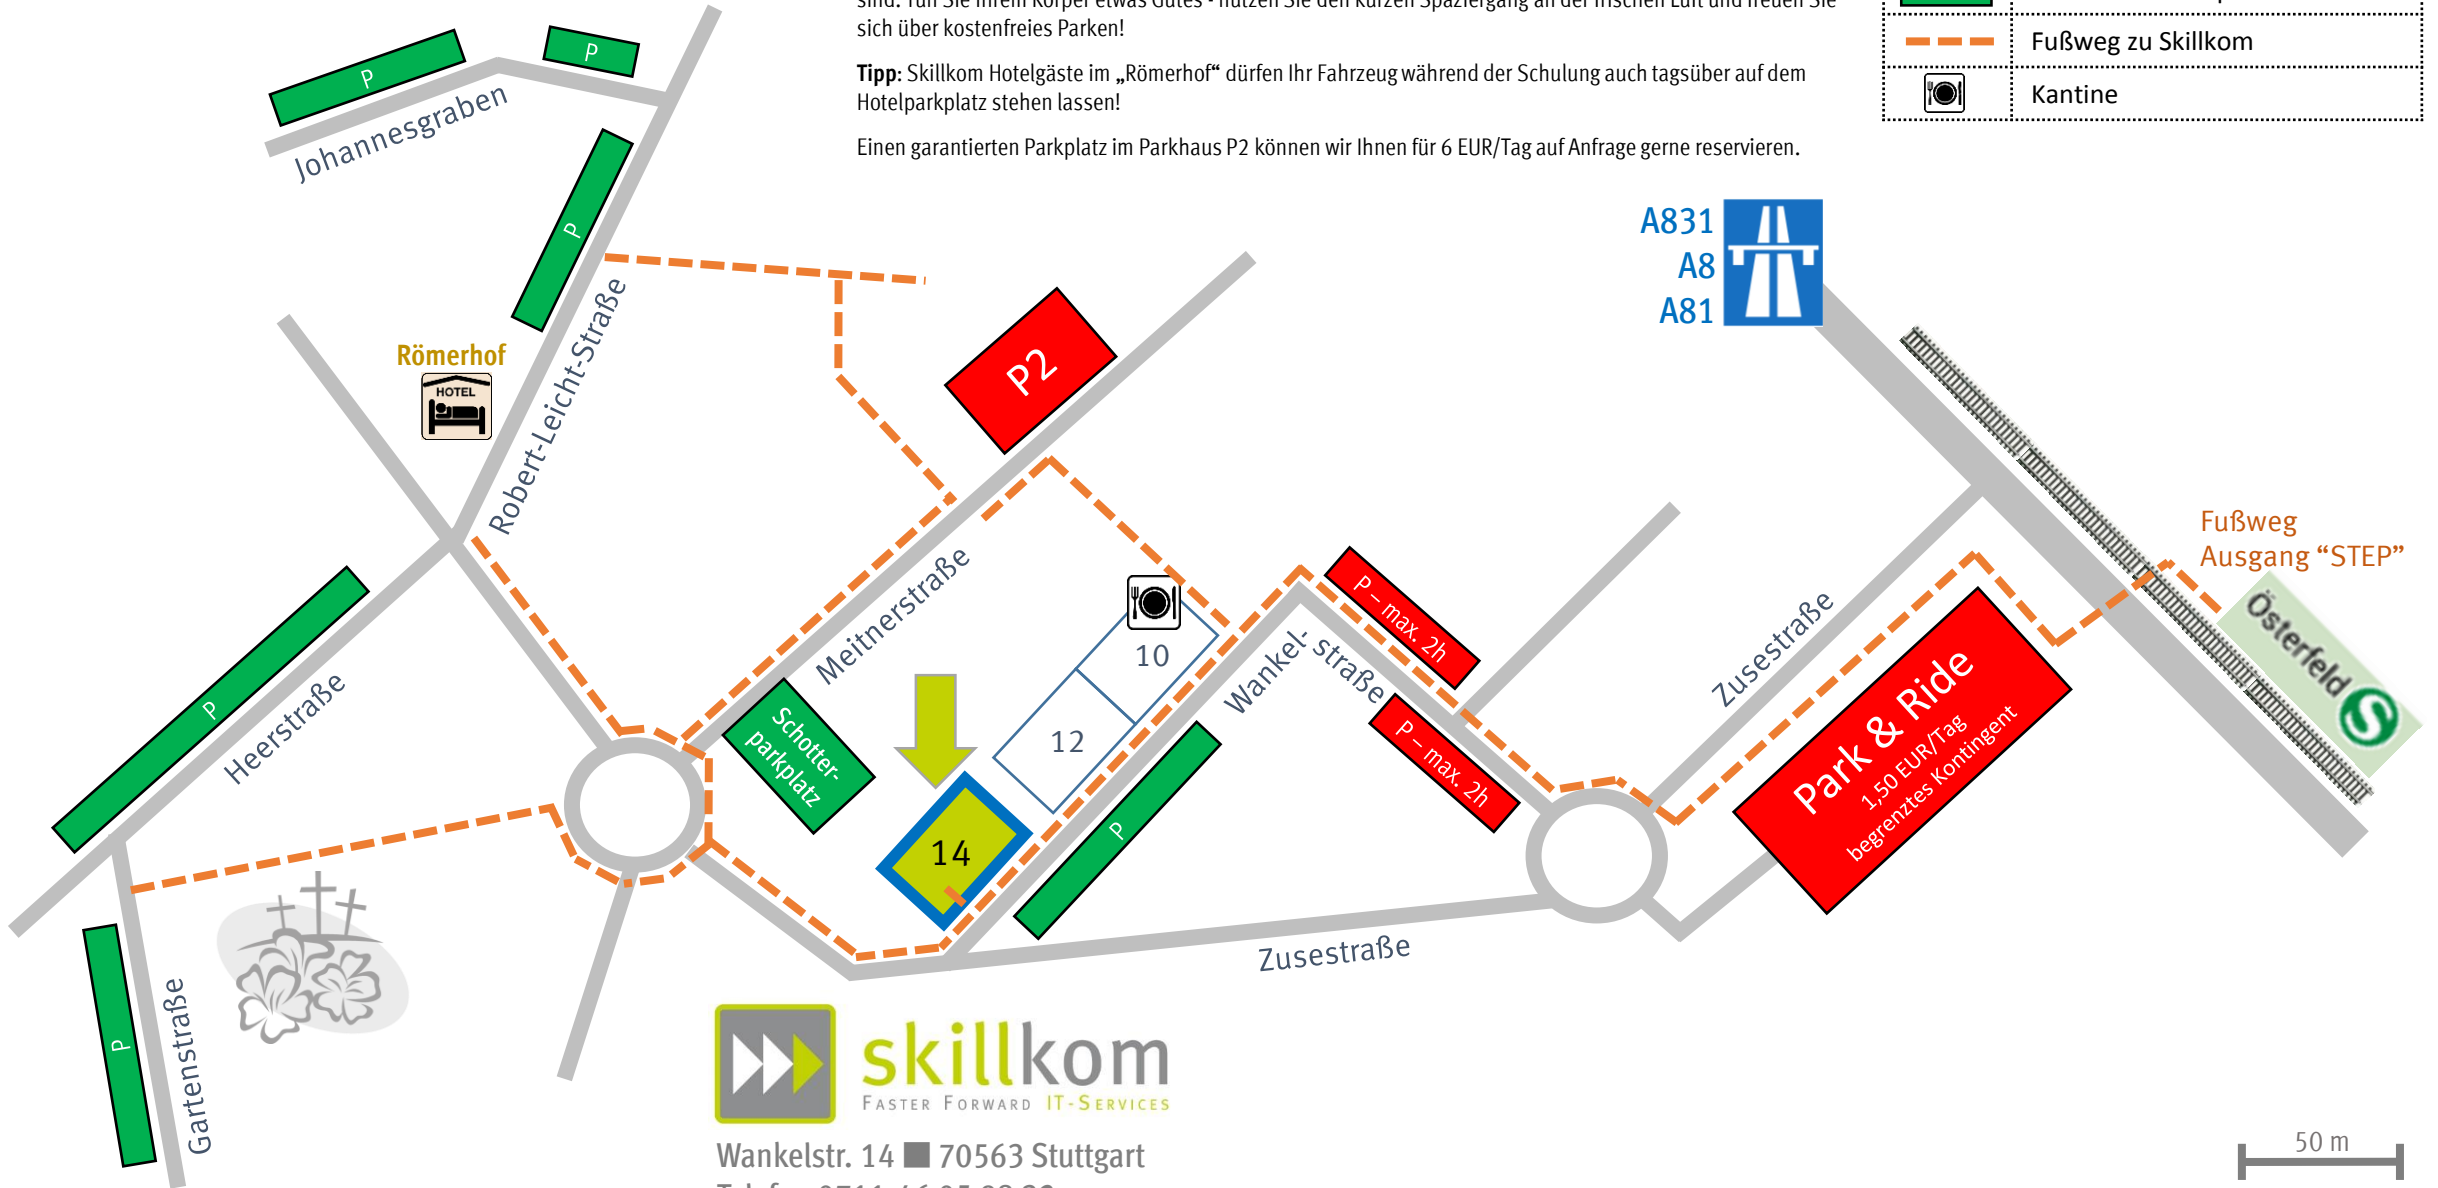 sich über kostenfreies Parken!
Tipp: Skillkom Hotelgäste im „Römerhof“ dürfen Ihr Fahrzeug während der Schulung auch tagsüber auf dem
Hotelparkplatz stehen lassen!
Einen garantierten Parkplatz im Parkhaus P2 können wir Ihnen für 6 EUR/Tag auf Anfrage gerne reservieren.
Fußweg zu Skillkom
Kantine
P
P
Johannesgraben
P
Robert-Leicht-Straße
Römerhof
HOTEL
A831
A8
A81
P2
Meitnerstraße
Fußweg
Ausgang “STEP”
Österfeld
S
P
Heerstraße
Schotter-
parkplatz
10
12
14
Wankel-
straße
P – max. 2h
P – max. 2h
P
Zusestraße
Park & Ride
1,50 EUR/Tag
begrenztes Kontingent
Zusestraße
P
Gartenstraße
skillkom
FASTER FORWARD IT-SERVICES
Wankelstr. 14 ■ 70563 Stuttgart
50 m